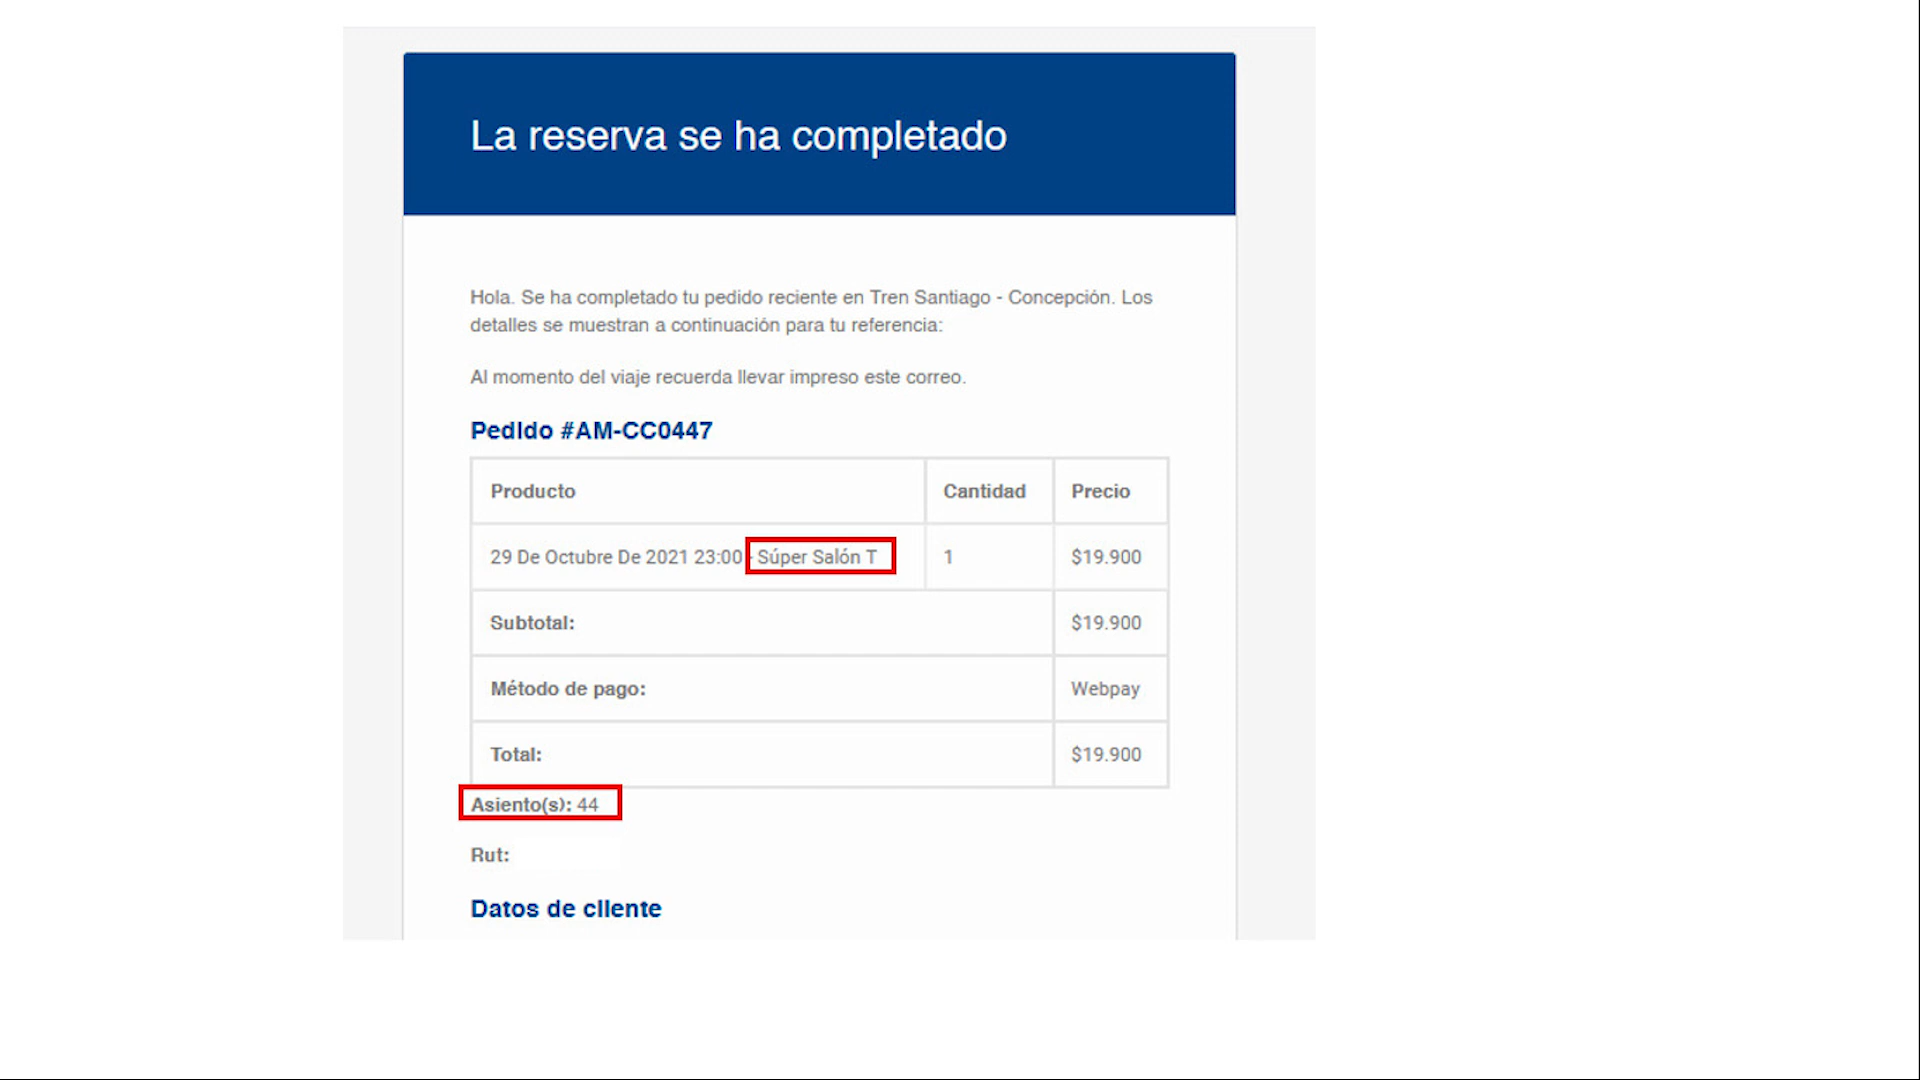 La reserva se ha completado
Hola. Se ha completado tu pedido reciente en Tren Santiago - Concepción. Los
detalles se muestran a continuación para tu referencia:
Al momento del viaje recuerda llevar impreso este correo.
Pedido #AM-CC0447
Producto Cantidad Precio
29 De Octubre De 2021 23:00 - Súper Salón T 1 $19.900
Subtotal: $19.900
Método de pago: Webpay
Total: $19.900
Asiento(s): 44
Rut:
Datos de cliente